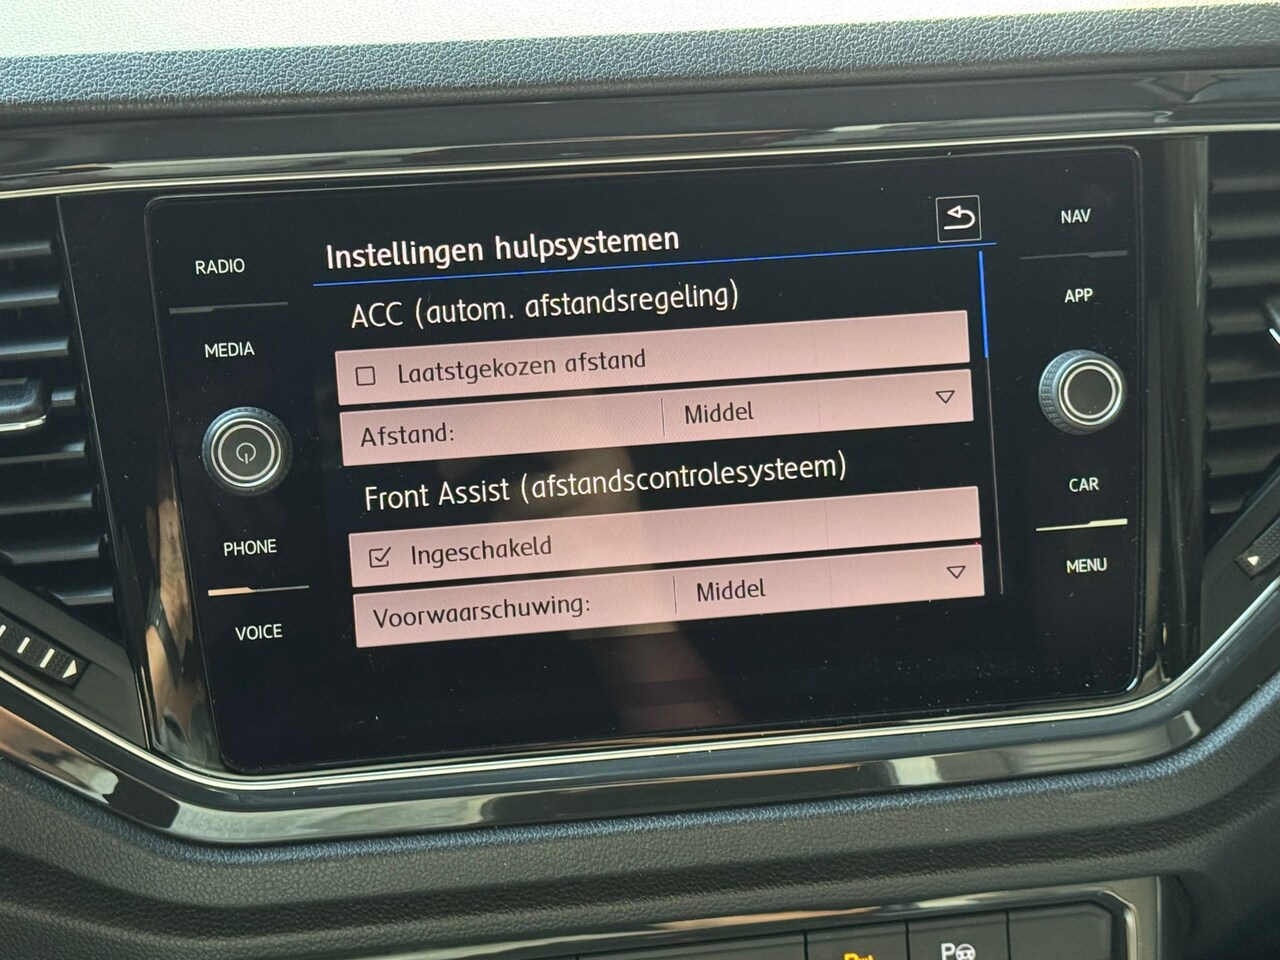 RADIO
MEDIA
PHONE
VOICE
Instellingen hulpsystemen
ACC (autom. afstandsregeling)
Laatstgekozen afstand
Afstand: Middel
Front Assist (afstandscontrolesysteem)
Ingeschakeld
Voorwaarschuwing: Middel
NAV
APP
CAR
MENU
P
P